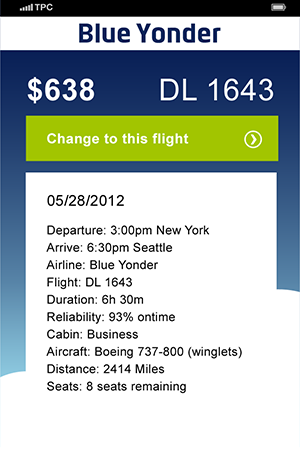 TPC
Blue Yonder
$638 DL 1643
Change to this flight
05/28/2012
Departure: 3:00pm New York
Arrive: 6:30pm Seattle
Airline: Blue Yonder
Flight: DL 1643
Duration: 6h 30m
Reliability: 93% ontime
Cabin: Business
Aircraft: Boeing 737-800 (winglets)
Distance: 2414 Miles
Seats: 8 seats remaining